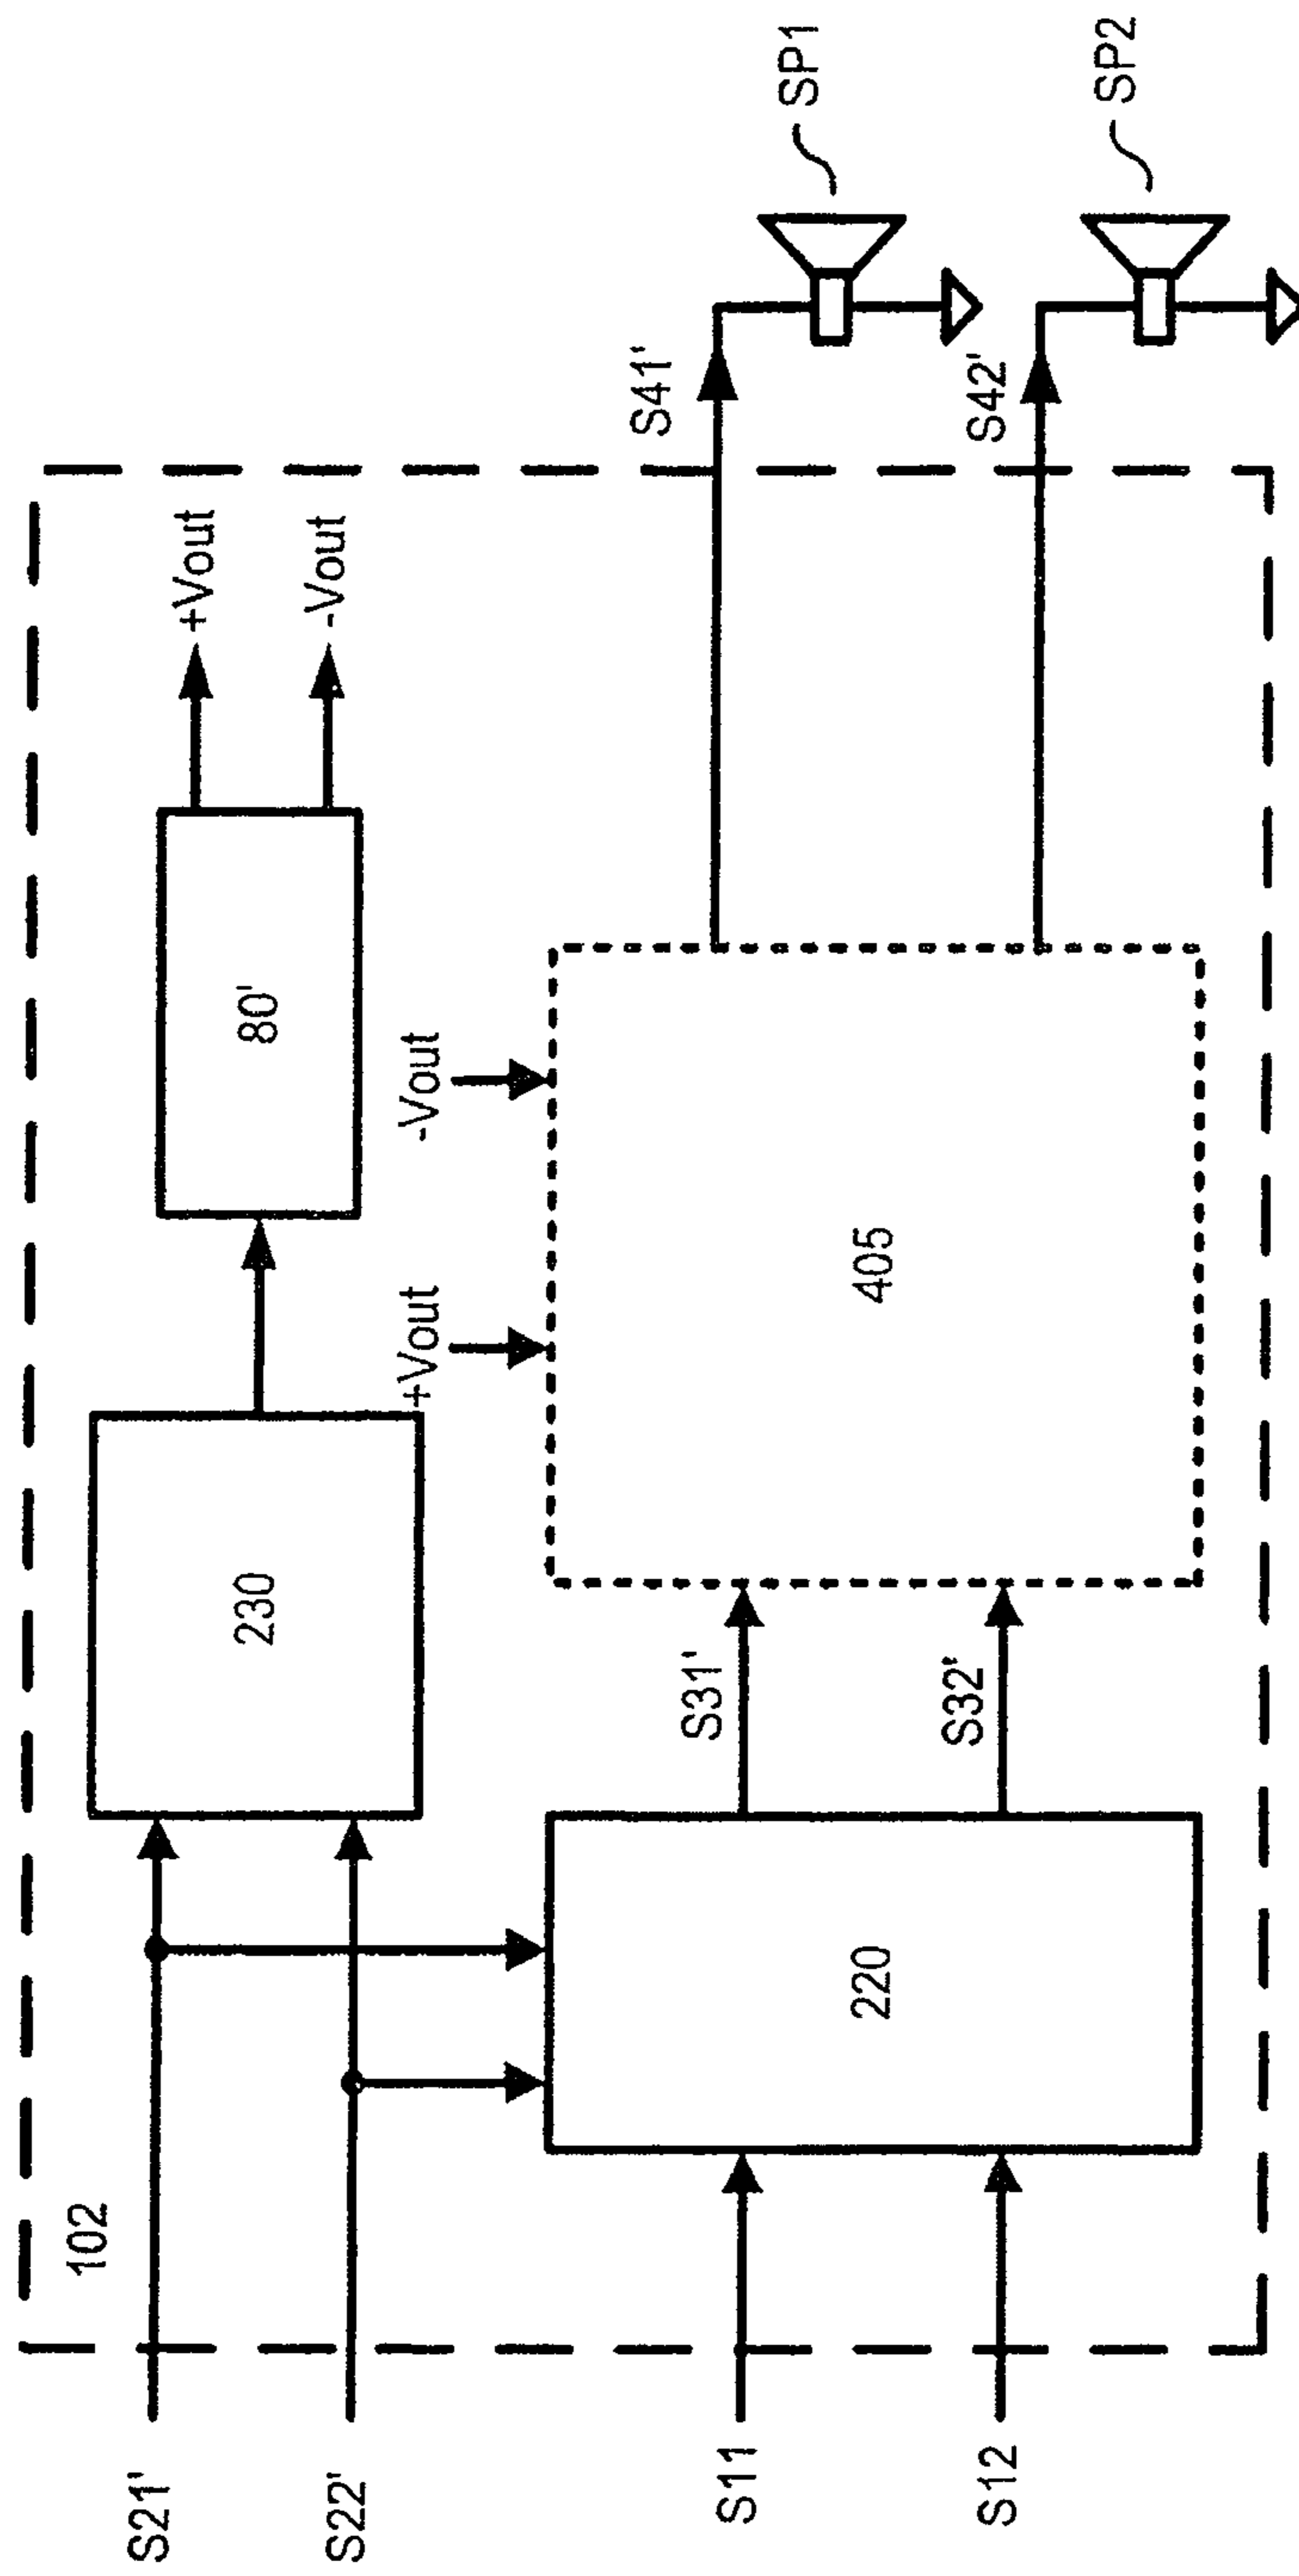 102
S21'
S22'
230
80'
+Vout
-Vout
+Vout
-Vout
S11
S12
220
S31'
S32'
405
S41'
S42'
SP1
SP2